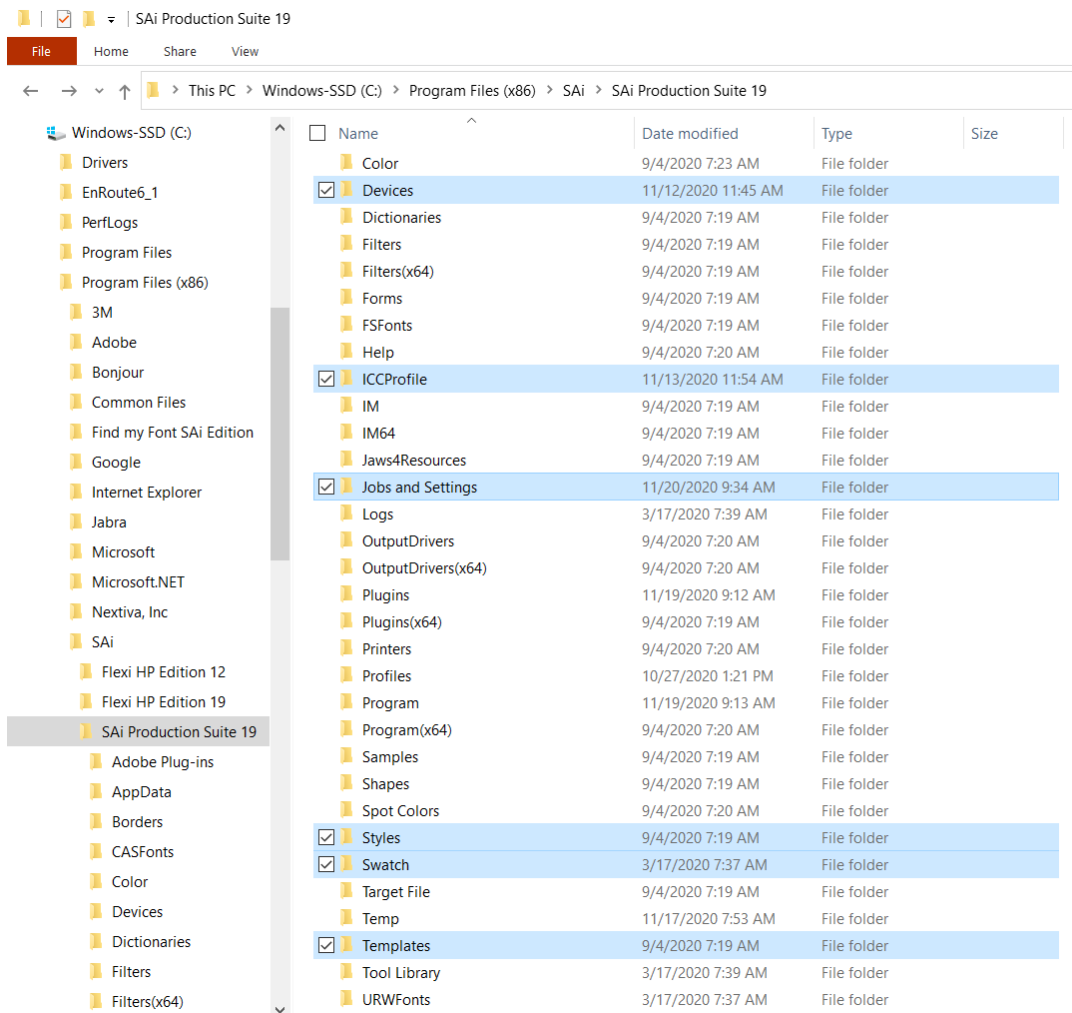 SAi Production Suite 19
File Home Share View
This PC > Windows-SSD (C:) > Program Files (x86) > SAi > SAi Production Suite 19
Windows-SSD (C:)
Drivers
EnRoute6_1
PerfLogs
Program Files
Program Files (x86)
3M
Adobe
Bonjour
Common Files
Find my Font SAi Edition
Google
Internet Explorer
Jabra
Microsoft
Microsoft.NET
Nextiva, Inc
SAi
Flexi HP Edition 12
Flexi HP Edition 19
SAi Production Suite 19
Adobe Plug-ins
AppData
Borders
CASFonts
Color
Devices
Dictionaries
Filters
Filters(x64)
Name Date modified Type Size
Color 9/4/2020 7:23 AM File folder
Devices 11/12/2020 11:45 AM File folder
Dictionaries 9/4/2020 7:19 AM File folder
Filters 9/4/2020 7:19 AM File folder
Filters(x64) 9/4/2020 7:19 AM File folder
Forms 9/4/2020 7:19 AM File folder
FSFonts 9/4/2020 7:19 AM File folder
Help 9/4/2020 7:20 AM File folder
ICCProfile 11/13/2020 11:54 AM File folder
IM 9/4/2020 7:19 AM File folder
IM64 9/4/2020 7:19 AM File folder
Jaws4Resources 9/4/2020 7:19 AM File folder
Jobs and Settings 11/20/2020 9:34 AM File folder
Logs 3/17/2020 7:39 AM File folder
OutputDrivers 9/4/2020 7:20 AM File folder
OutputDrivers(x64) 9/4/2020 7:20 AM File folder
Plugins 11/19/2020 9:12 AM File folder
Plugins(x64) 9/4/2020 7:19 AM File folder
Printers 9/4/2020 7:20 AM File folder
Profiles 10/27/2020 1:21 PM File folder
Program 11/19/2020 9:13 AM File folder
Program(x64) 9/4/2020 7:20 AM File folder
Samples 9/4/2020 7:19 AM File folder
Shapes 9/4/2020 7:19 AM File folder
Spot Colors 9/4/2020 7:20 AM File folder
Styles 9/4/2020 7:19 AM File folder
Swatch 3/17/2020 7:37 AM File folder
Target File 9/4/2020 7:19 AM File folder
Temp 11/17/2020 7:53 AM File folder
Templates 9/4/2020 7:19 AM File folder
Tool Library 3/17/2020 7:39 AM File folder
URWFonts 3/17/2020 7:37 AM File folder